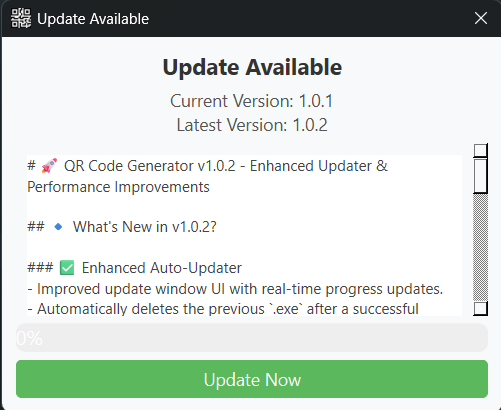 Update Available
Update Available
Current Version: 1.0.1
Latest Version: 1.0.2
# 🚀 QR Code Generator v1.0.2 - Enhanced Updater &
Performance Improvements
## 🔹 What's New in v1.0.2?
### ✅ Enhanced Auto-Updater
- Improved update window UI with real-time progress updates.
- Automatically deletes the previous `.exe` after a successful
0%
Update Now